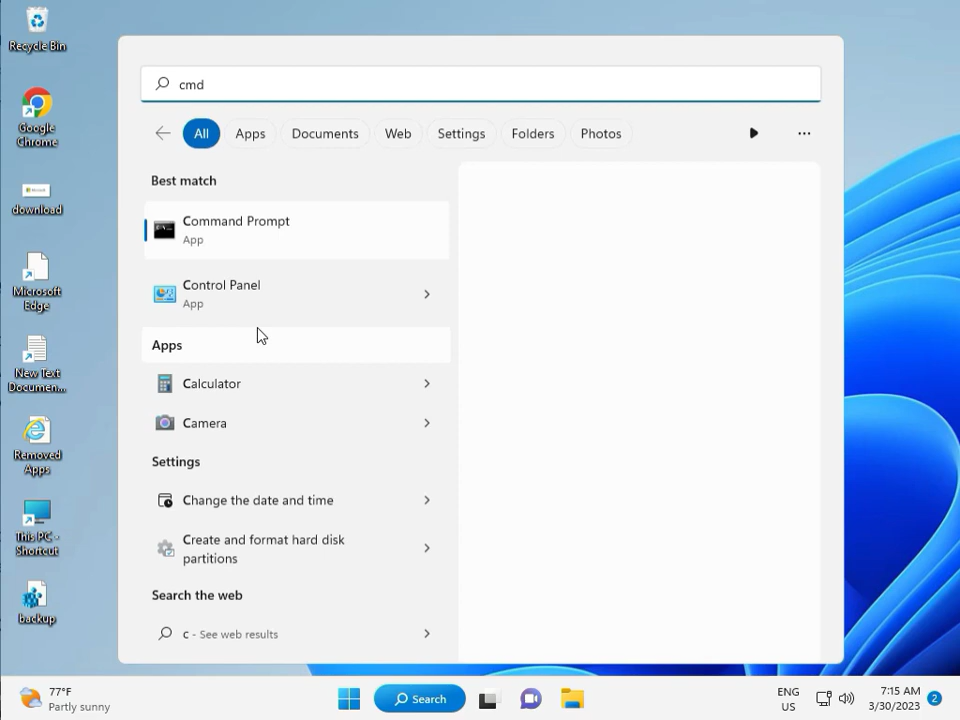 Recycle Bin
Google
Chrome
download
Microsoft
Edge
New Text
Documen...
Removed
Apps
This PC -
Shortcut
backup
cmd
All
Apps
Documents
Web
Settings
Folders
Photos
Best match
Command Prompt
App
Control Panel
App
Apps
Calculator
Camera
Settings
Change the date and time
Create and format hard disk
partitions
Search the web
c - See web results
77°F
Partly sunny
Search
ENG
US
7:15 AM
3/30/2023
2